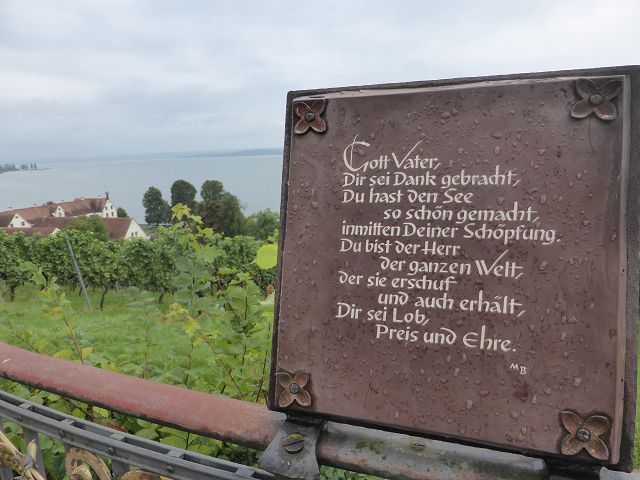 Gott Vater,
Dir sei Dank gebracht,
Du hast den See
so schön gemacht,
inmitten Deiner Schöpfung.
Du bist der Herr
der ganzen Welt,
der sie erschuf
und auch erhält,
Dir sei Lob,
Preis und Ehre.
MB